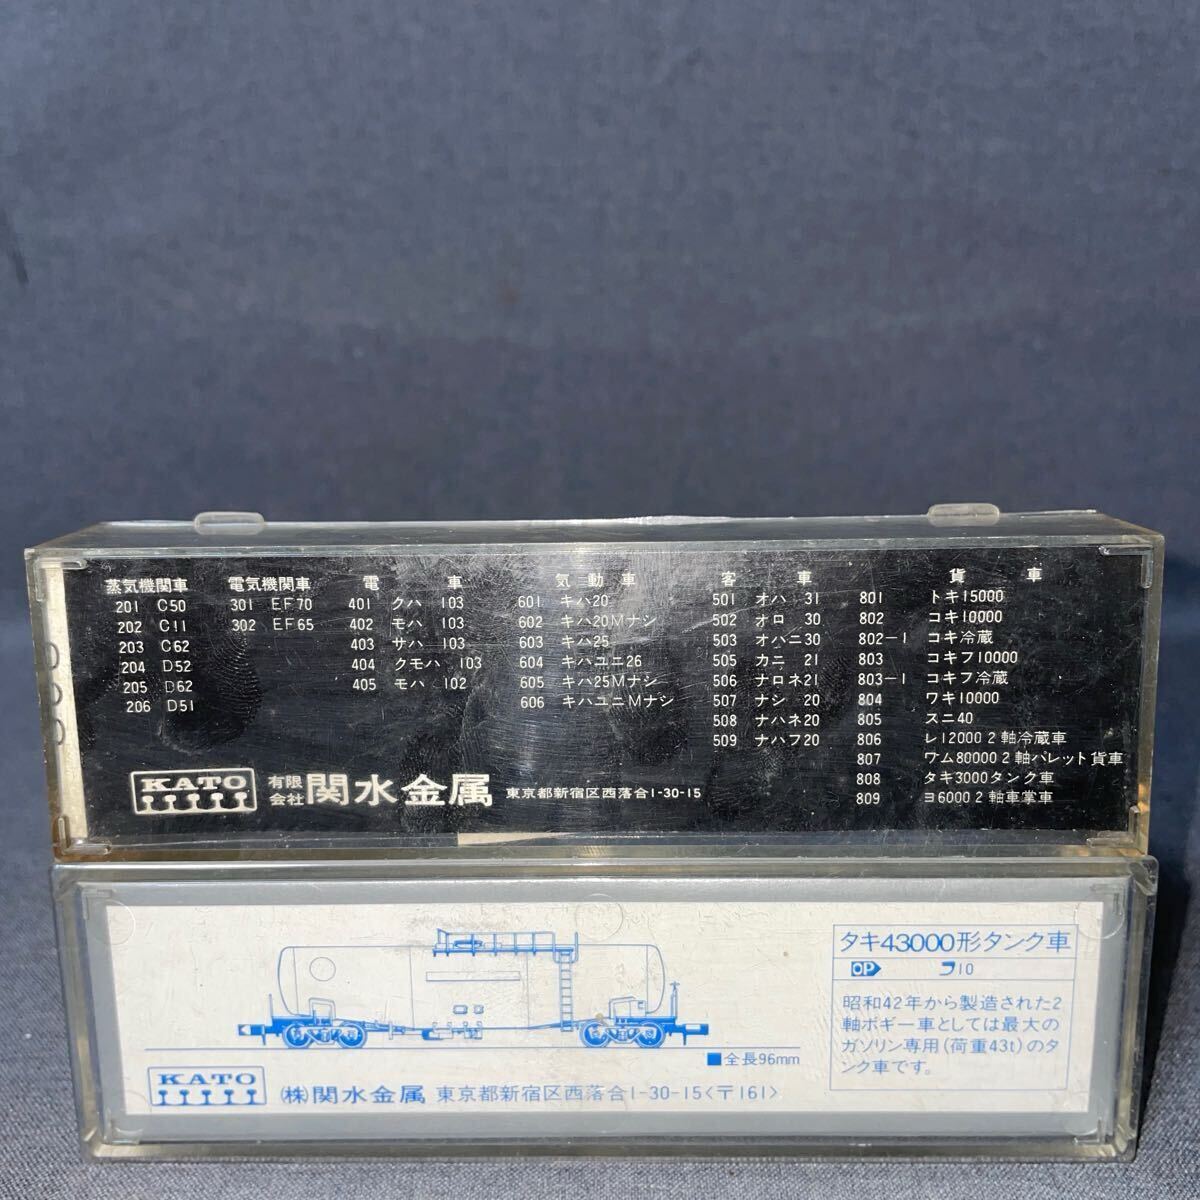 蒸気機関車
201 C50
202 C11
203 C62
204 D52
205 D62
206 D51
電気機関車
301 EF70
302 EF65
電 車
401 クハ 103
402 モハ 103
403 サハ 103
404 クモハ 103
405 モハ 102
気動車
601 キハ20
602 キハ20Mナシ
603 キハ25
604 キハユニ26
605 キハ25Mナシ
606 キハユニMナシ
客 車
501 オハ 31
502 オロ 30
503 オハニ30
505 カニ 21
506 ナロネ21
507 ナシ 20
508 ナハネ20
509 ナハフ20
貨 車
801 トキ15000
802 コキ10000
802-1 コキ冷蔵
803 コキフ10000
803-1 コキフ冷蔵
804 ワキ10000
805 スニ40
806 レ12000 2軸冷蔵車
807 ワム80000 2軸パレット貨車
808 タキ3000タンク車
809 ヨ6000 2軸車掌車
KATO 有限会社 関水金属 東京都新宿区西落合1-30-15
タキ43000形タンク車
OP フ10
昭和42年から製造された2
軸ボギー車としては最大の
ガソリン専用(荷重43t)のタ
ンク車です。
■全長96mm
KATO (株)関水金属 東京都新宿区西落合1-30-15<〒161>